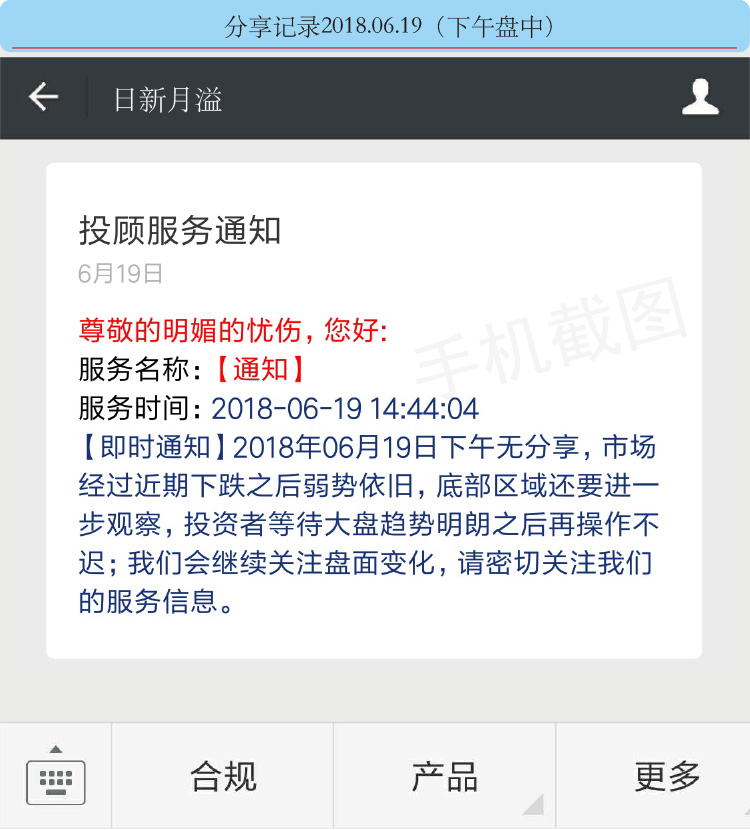 分享记录2018.06.19（下午盘中）
日新月溢
投顾服务通知
6月19日
尊敬的明媚的忧伤, 您好:
服务名称:【通知】
服务时间: 2018-06-19 14:44:04
【即时通知】2018年06月19日下午无分享, 市场
经过近期下跌之后弱势依旧, 底部区域还要进一
步观察, 投资者等待大盘趋势明朗之后再操作不
迟; 我们会继续关注盘面变化, 请密切关注我们
的服务信息。
手机截图
合规
产品
更多